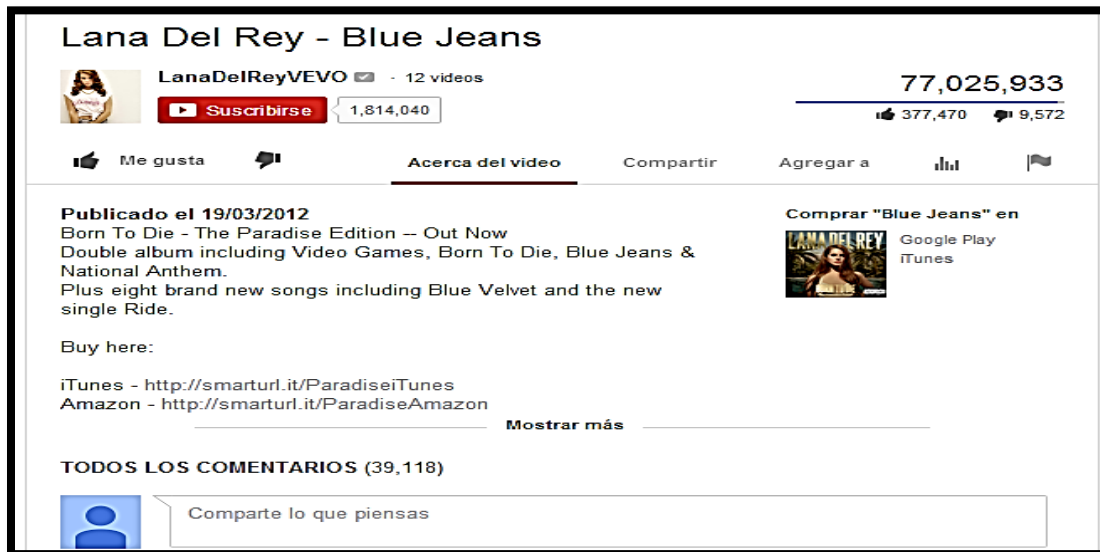 Lana Del Rey - Blue Jeans
LanaDelReyVEVO · 12 videos
Suscribirse 1,814,040
77,025,933
377,470 9,572
Me gusta Acerca del video Compartir Agregar a
Publicado el 19/03/2012
Born To Die - The Paradise Edition -- Out Now
Double album including Video Games, Born To Die, Blue Jeans &
National Anthem.
Plus eight brand new songs including Blue Velvet and the new
single Ride.
Buy here:
iTunes - http://smarturl.it/ParadiseiTunes
Amazon - http://smarturl.it/ParadiseAmazon
Comprar "Blue Jeans" en
LANA DEL REY
Google Play
iTunes
Mostrar más
TODOS LOS COMENTARIOS (39,118)
Comparte lo que piensas